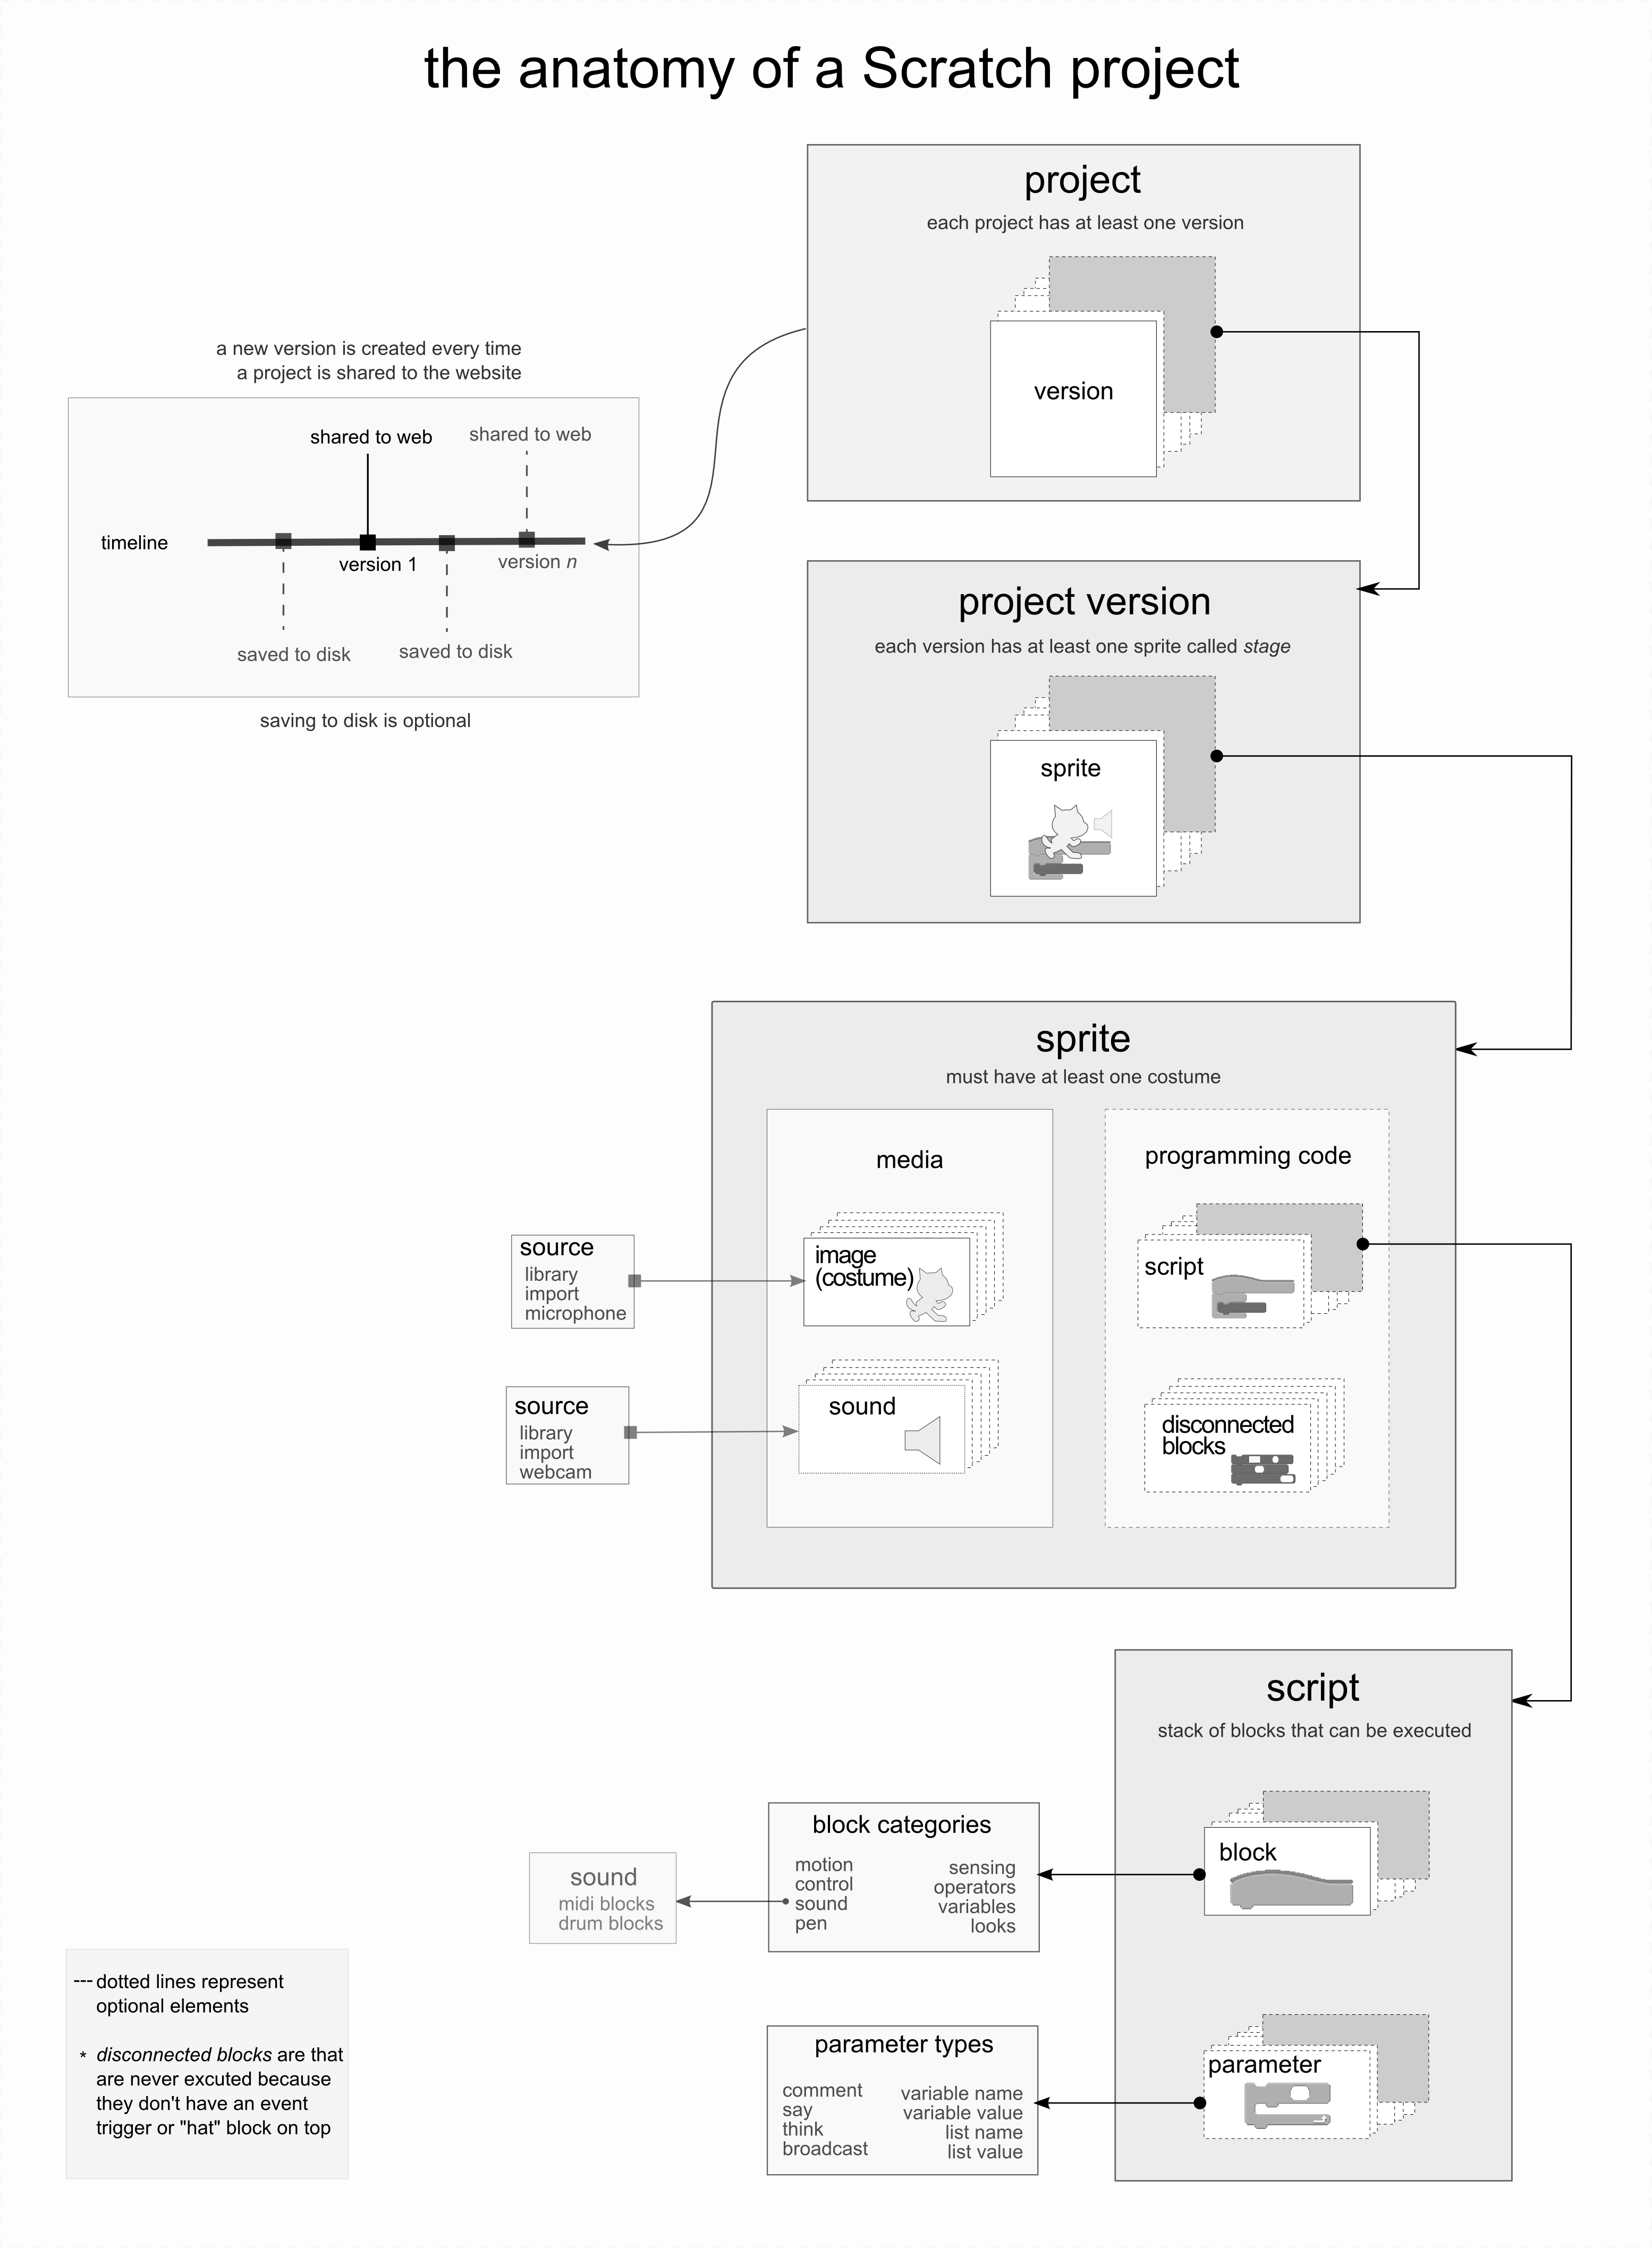 the anatomy of a Scratch project
project
each project has at least one version
version
a new version is created every time
a project is shared to the website
shared to web
shared to web
timeline
version 1
version n
saved to disk
saved to disk
saving to disk is optional
project version
each version has at least one sprite called stage
sprite
sprite
must have at least one costume
media
programming code
source
library
import
microphone
image
(costume)
script
source
library
import
webcam
sound
disconnected
blocks
script
stack of blocks that can be executed
block
block categories
motion
control
sound
pen
sensing
operators
variables
looks
sound
midi blocks
drum blocks
parameter
parameter types
comment
say
think
broadcast
variable name
variable value
list name
list value
--- dotted lines represent
optional elements
* disconnected blocks are that
are never excuted because
they don't have an event
trigger or "hat" block on top